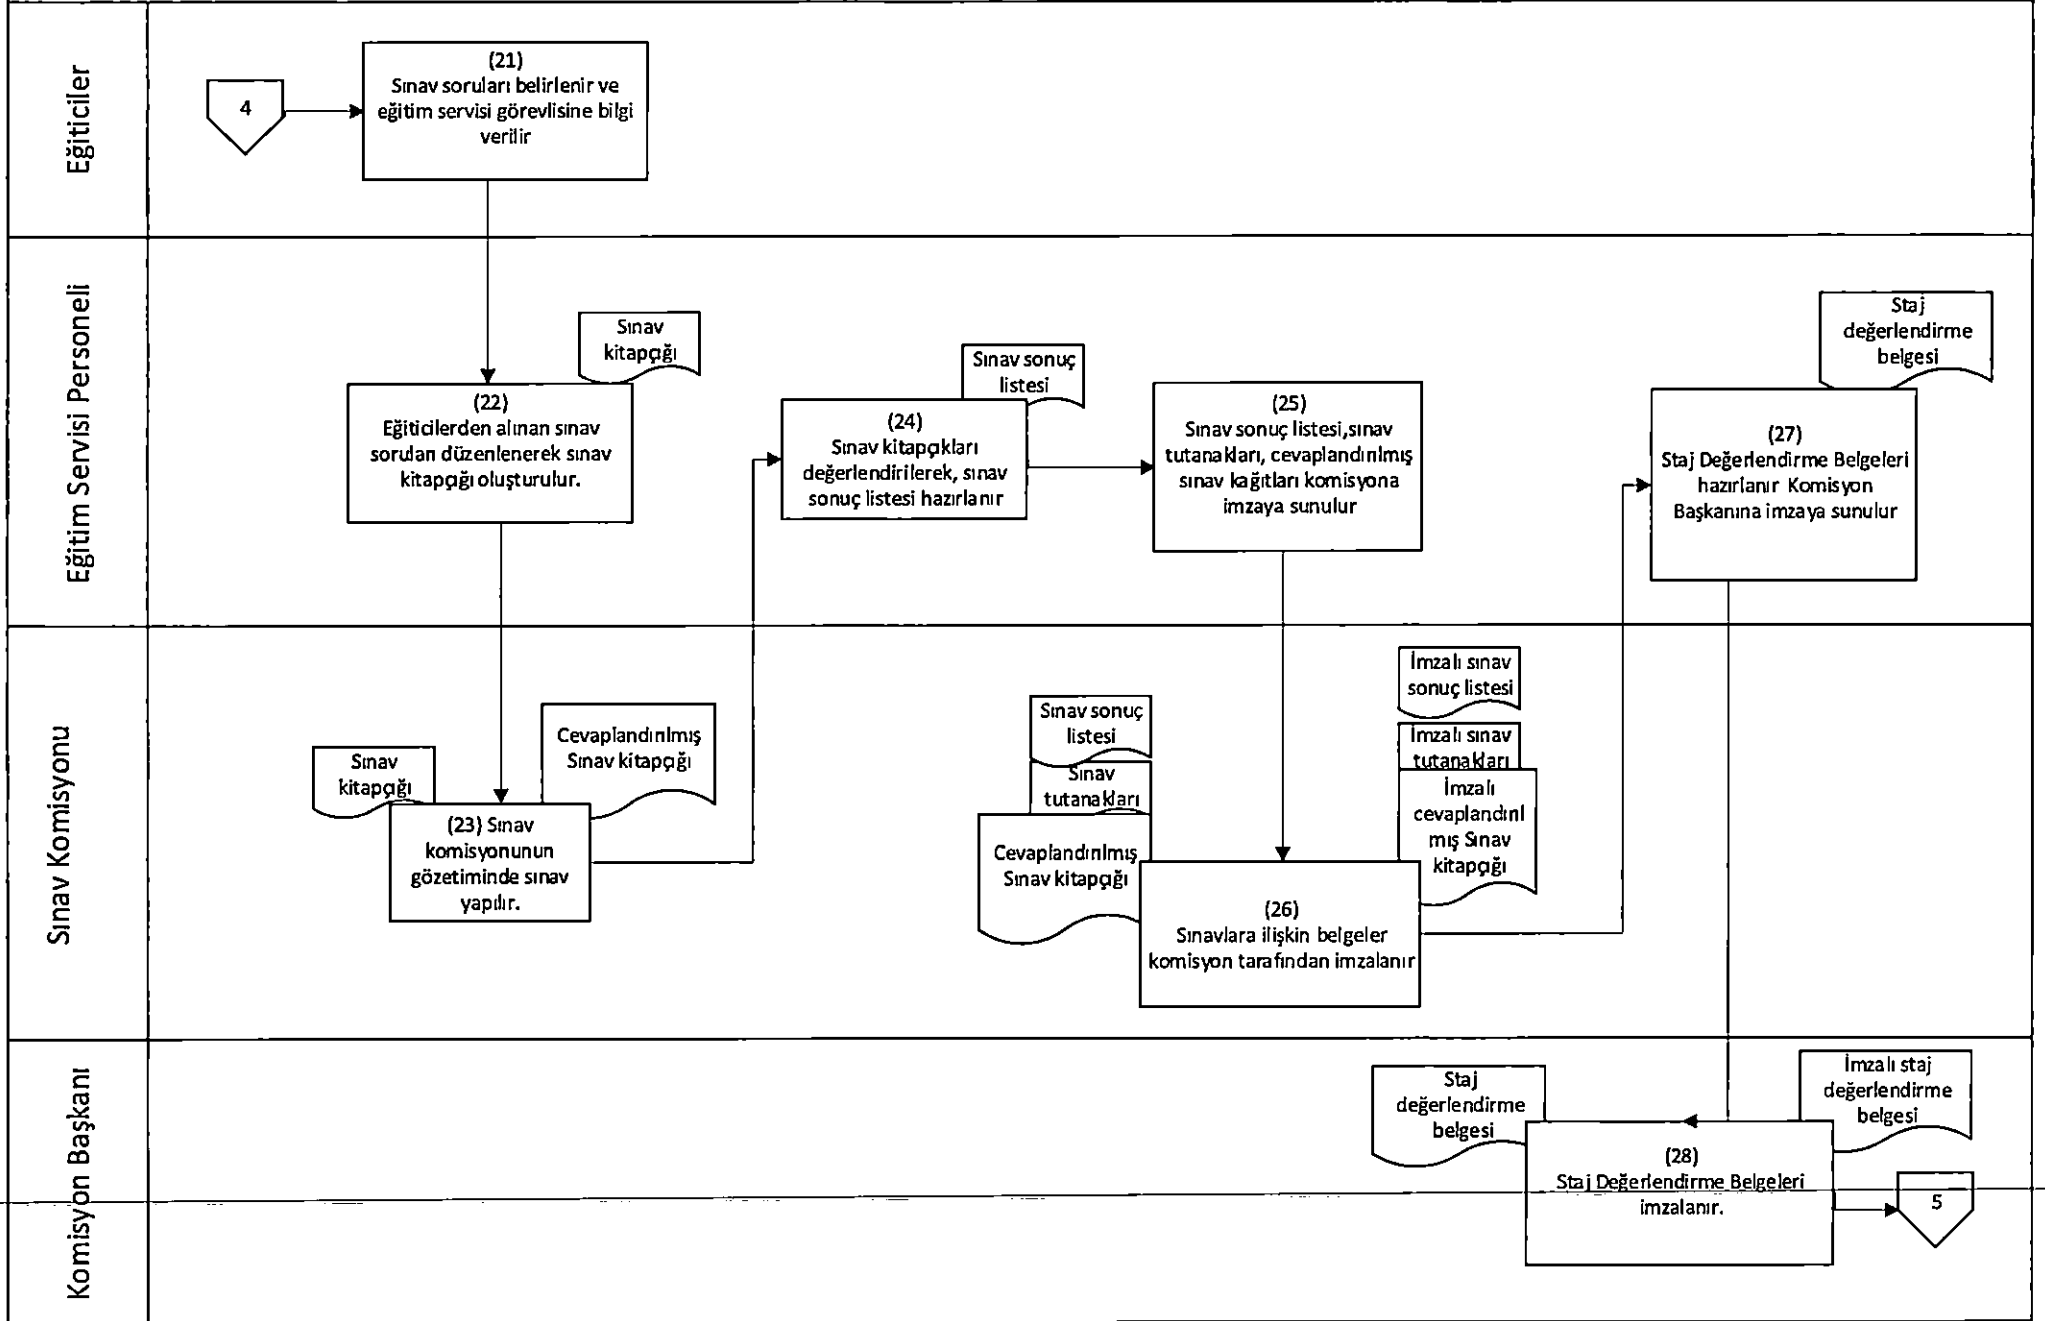 Eğiticiler
4
(21)
Sınav soruları belirlenir ve
eğitim servisi görevlisine bilgi
verilir
Eğitim Servisi Personeli
Sınav
kitapçığı
(22)
Eğiticilerden alınan sınav
soruları düzenlenerek sınav
kitapçığı oluşturulur.
Sınav sonuç
listesi
(24)
Sınav kitapçıkları
değerlendirilerek, sınav
sonuç listesi hazırlanır
(25)
Sınav sonuç listesi,sınav
tutanakları, cevaplandırılmış
sınav kağıtları komisyona
imzaya sunulur
Staj
değerlendirme
belgesi
(27)
Staj Değerlendirme Belgeleri
hazırlanır Komisyon
Başkanına imzaya sunulur
Sınav Komisyonu
Sınav
kitapçığı
Cevaplandırılmış
Sınav kitapçığı
(23) Sınav
komisyonunun
gözetiminde sınav
yapılır.
Sınav sonuç
listesi
Sınav
tutanakları
Cevaplandırılmış
Sınav kitapçığı
İmzalı sınav
sonuç listesi
İmzalı sınav
tutanakları
İmzalı
cevaplandırıl
mış Sınav
kitapçığı
(26)
Sınavlara ilişkin belgeler
komisyon tarafından imzalanır
Komisyon Başkanı
Staj
değerlendirme
belgesi
İmzalı staj
değerlendirme
belgesi
(28)
Staj Değerlendirme Belgeleri
imzalanır.
5